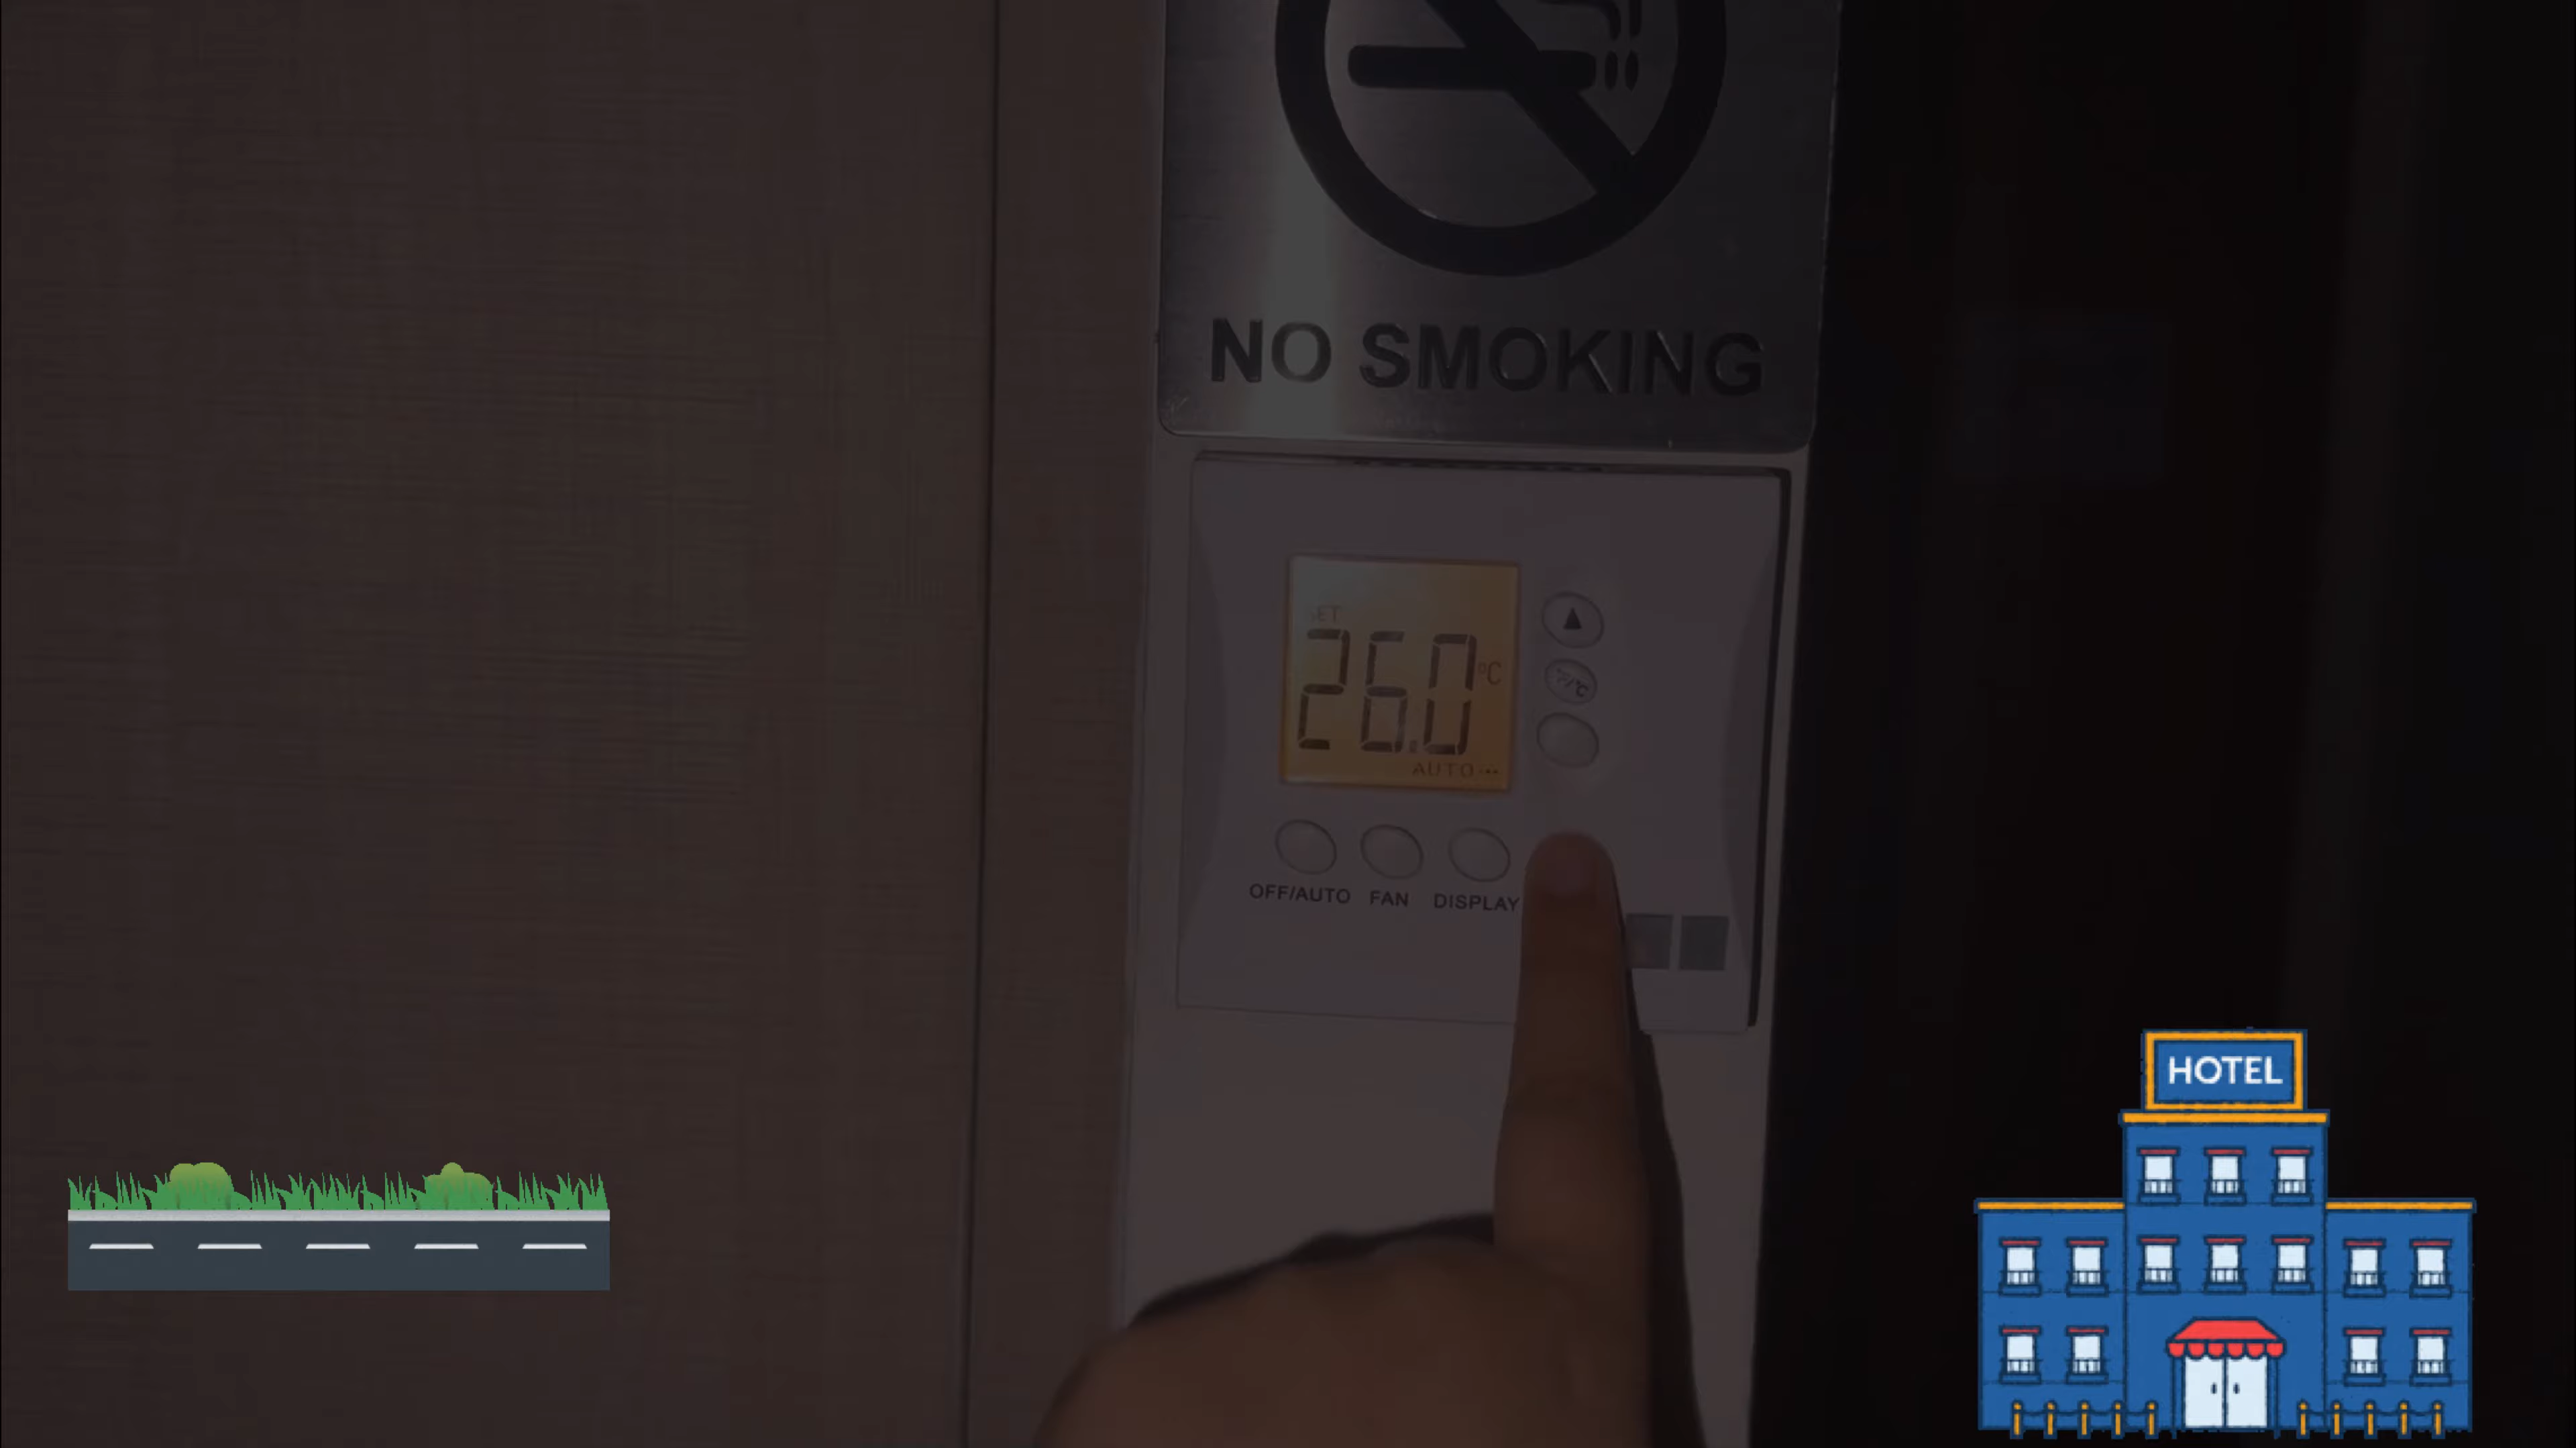 NO SMOKING
SET
26.0 °C
AUTO
▲
°F/°C
OFF/AUTO FAN DISPLAY
HOTEL